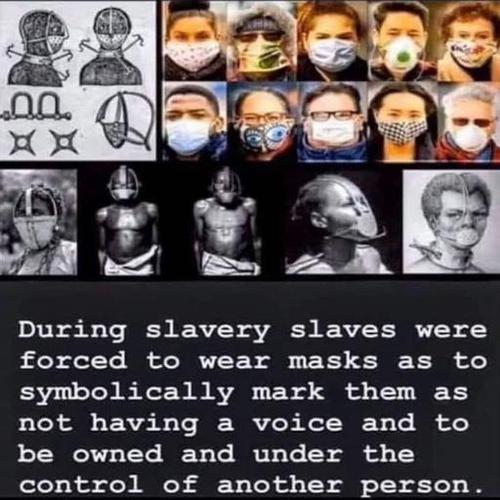 During slavery slaves were
forced to wear masks as to
symbolically mark them as
not having a voice and to
be owned and under the
control of another person.